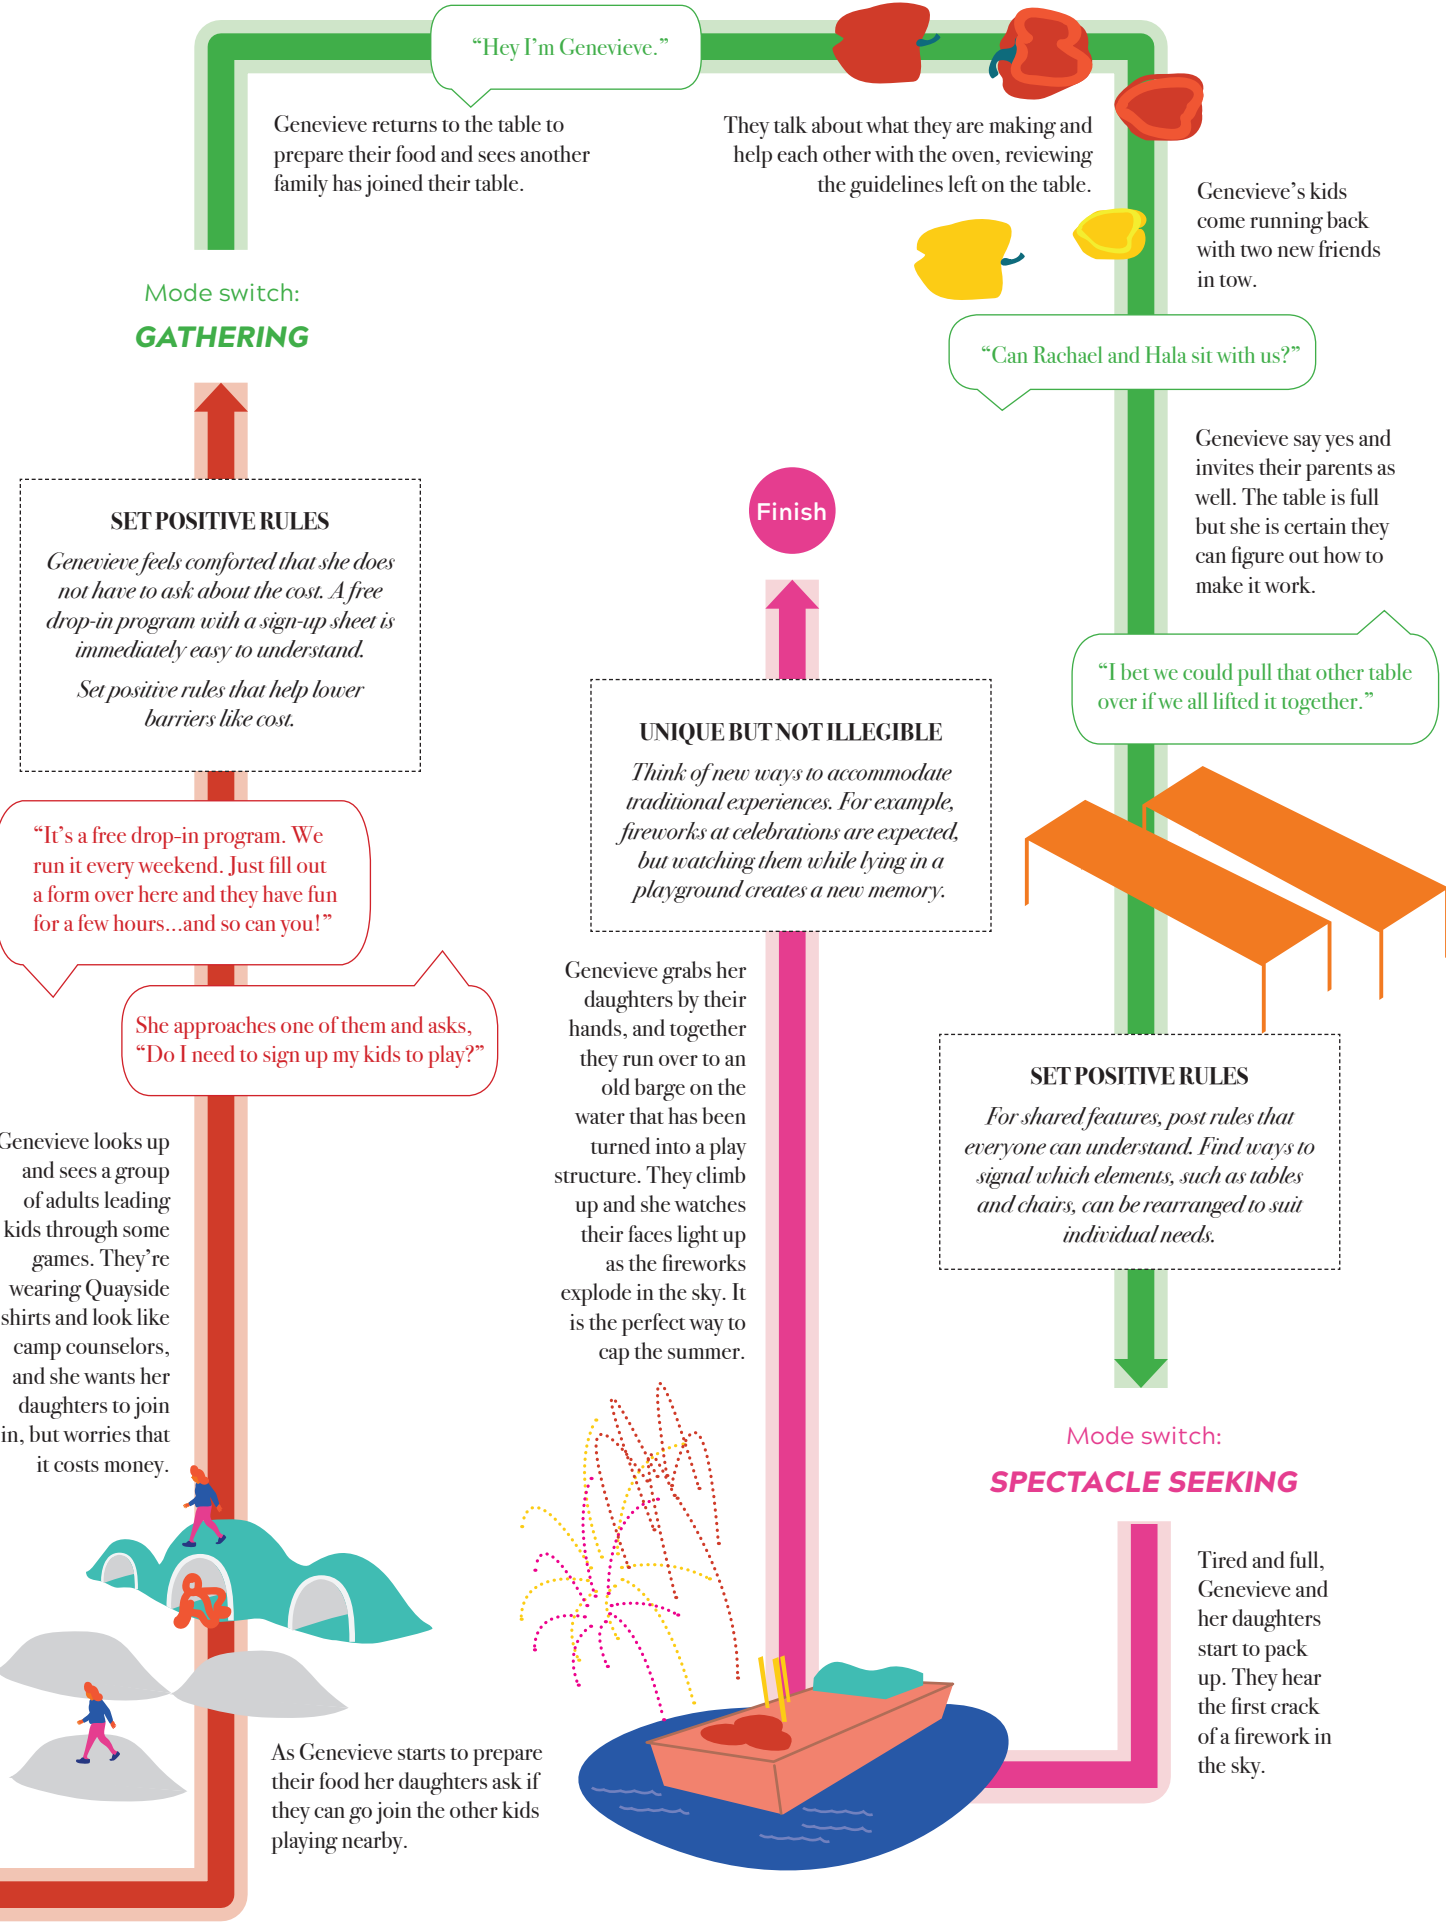 As Genevieve starts to prepare
their food her daughters ask if
they can go join the other kids
playing nearby.
Genevieve looks up
and sees a group
of adults leading
kids through some
games. They’re
wearing Quayside
shirts and look like
camp counselors,
and she wants her
daughters to join
in, but worries that
it costs money.
She approaches one of them and asks,
“Do I need to sign up my kids to play?”
“It’s a free drop-in program. We
run it every weekend. Just fill out
a form over here and they have fun
for a few hours...and so can you!”
SET POSITIVE RULES
Genevieve feels comforted that she does
not have to ask about the cost. A free
drop-in program with a sign-up sheet is
immediately easy to understand.
Set positive rules that help lower
barriers like cost.
Mode switch:
GATHERING
Genevieve returns to the table to
prepare their food and sees another
family has joined their table.
“Hey I’m Genevieve.”
They talk about what they are making and
help each other with the oven, reviewing
the guidelines left on the table.
Genevieve’s kids
come running back
with two new friends
in tow.
“Can Rachael and Hala sit with us?”
Genevieve say yes and
invites their parents as
well. The table is full
but she is certain they
can figure out how to
make it work.
“I bet we could pull that other table
over if we all lifted it together.”
SET POSITIVE RULES
For shared features, post rules that
everyone can understand. Find ways to
signal which elements, such as tables
and chairs, can be rearranged to suit
individual needs.
Mode switch:
SPECTACLE SEEKING
Tired and full,
Genevieve and
her daughters
start to pack
up. They hear
the first crack
of a firework in
the sky.
Genevieve grabs her
daughters by their
hands, and together
they run over to an
old barge on the
water that has been
turned into a play
structure. They climb
up and she watches
their faces light up
as the fireworks
explode in the sky. It
is the perfect way to
cap the summer.
UNIQUE BUT NOT ILLEGIBLE
Think of new ways to accommodate
traditional experiences. For example,
fireworks at celebrations are expected,
but watching them while lying in a
playground creates a new memory.
Finish